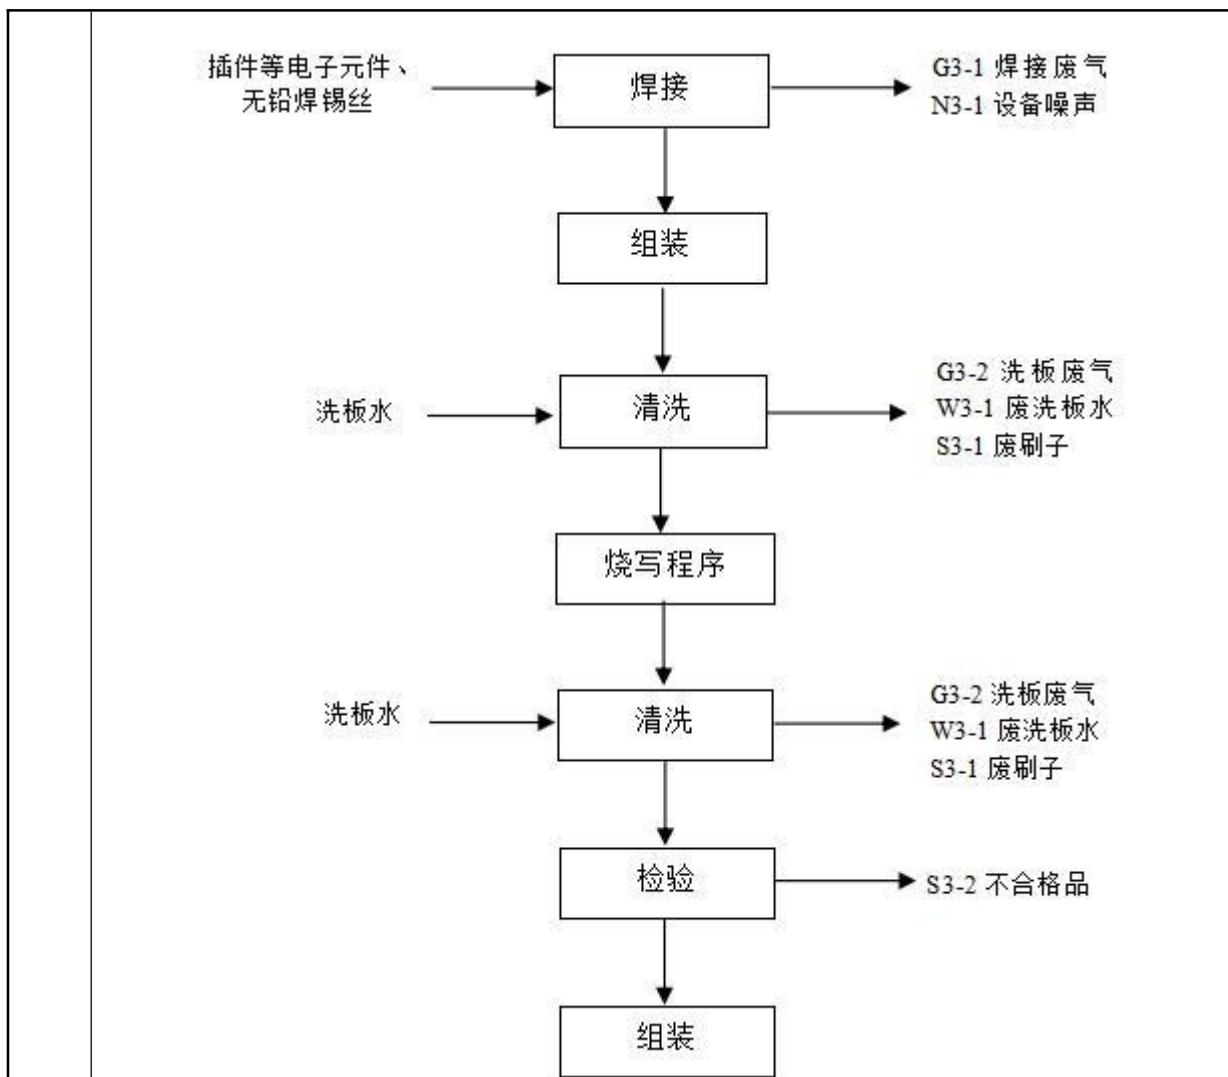 插件等电子元件、
无铅焊锡丝
焊接
G3-1 焊接废气
N3-1 设备噪声
组装
洗板水
清洗
G3-2 洗板废气
W3-1 废洗板水
S3-1 废刷子
烧写程序
洗板水
清洗
G3-2 洗板废气
W3-1 废洗板水
S3-1 废刷子
检验
S3-2 不合格品
组装